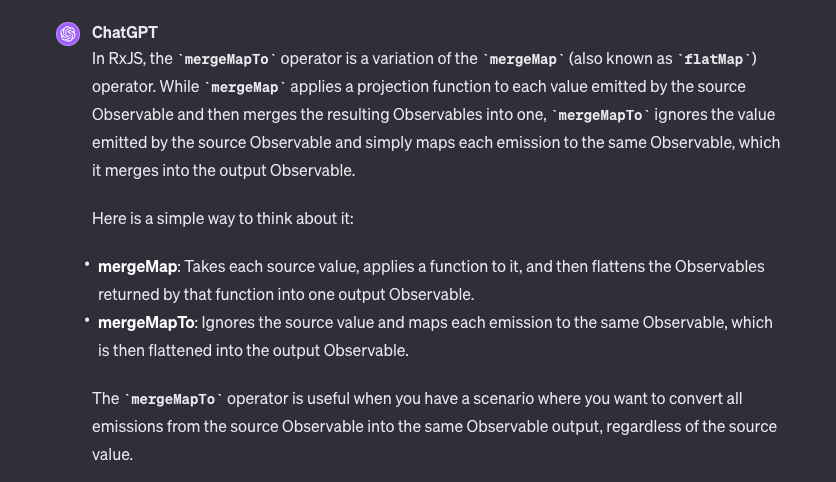 ChatGPT
In RxJS, the `mergeMapTo` operator is a variation of the `mergeMap` (also known as `flatMap`)
operator. While `mergeMap` applies a projection function to each value emitted by the source
Observable and then merges the resulting Observables into one, `mergeMapTo` ignores the value
emitted by the source Observable and simply maps each emission to the same Observable, which
it merges into the output Observable.
Here is a simple way to think about it:
• mergeMap: Takes each source value, applies a function to it, and then flattens the Observables
returned by that function into one output Observable.
• mergeMapTo: Ignores the source value and maps each emission to the same Observable, which
is then flattened into the output Observable.
The `mergeMapTo` operator is useful when you have a scenario where you want to convert all
emissions from the source Observable into the same Observable output, regardless of the source
value.